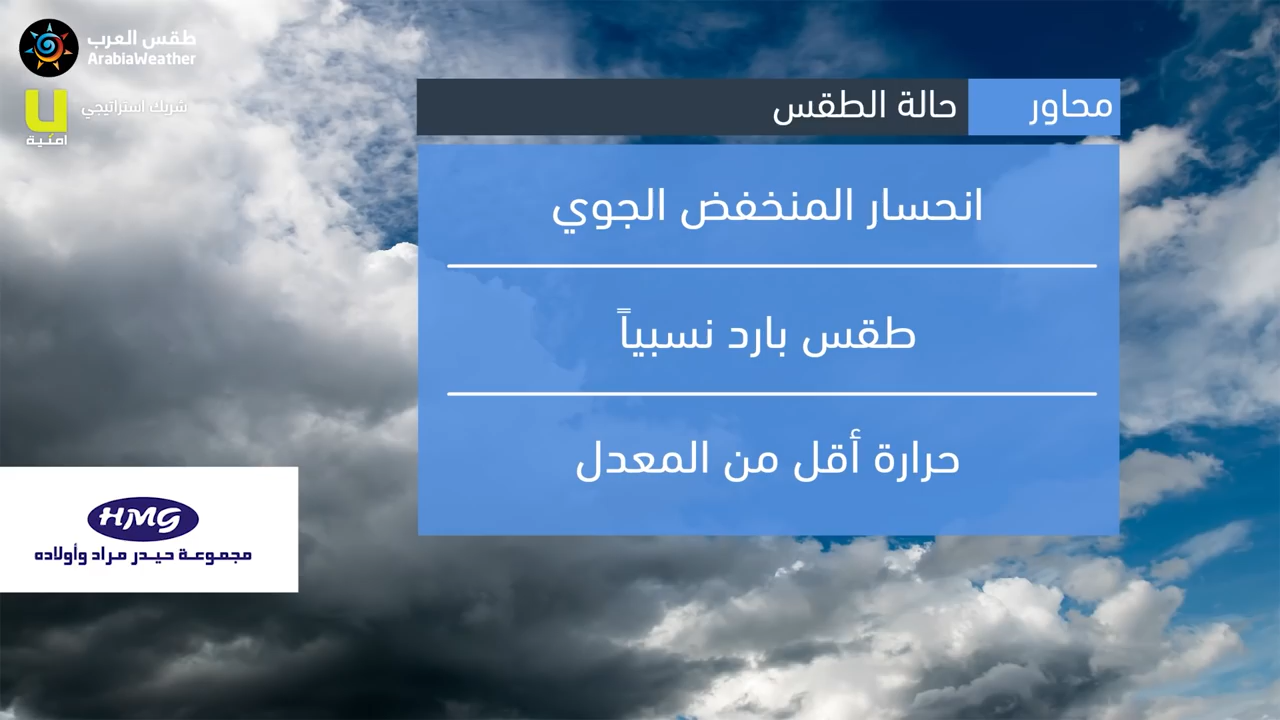 طقس العرب
ArabiaWeather
شريك استراتيجي
U
أمنية
محاور
حالة الطقس
انحسار المنخفض الجوي
طقس بارد نسبياً
حرارة أقل من المعدل
HMG
مجموعة حيدر مراد وأولاده